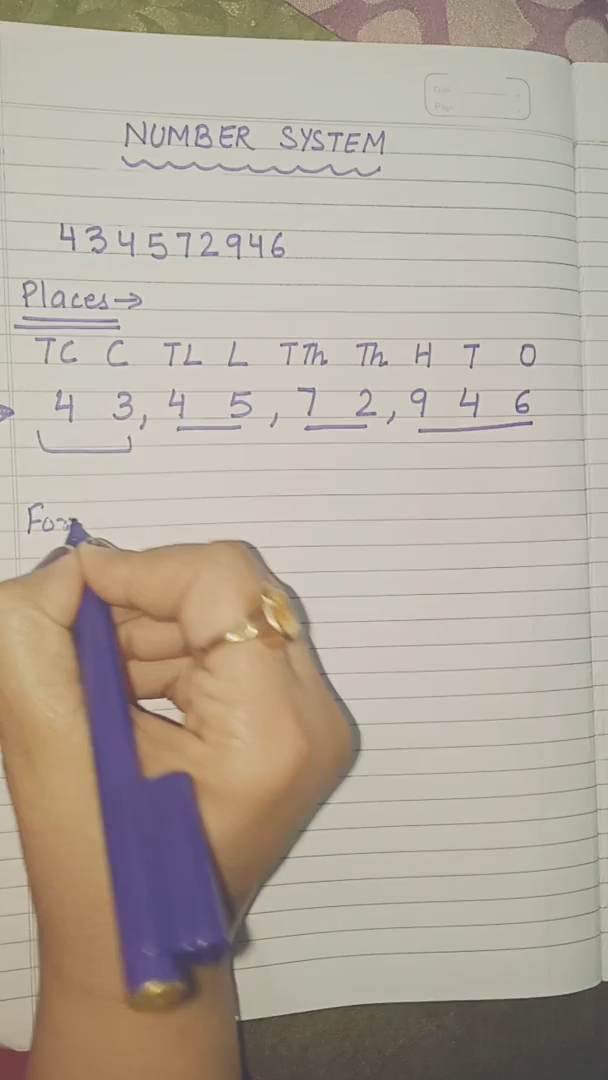 NUMBER SYSTEM
434572946
Places→
TC C TL L TTh Th H T O
4 3, 4 5, 7 2, 9 4 6